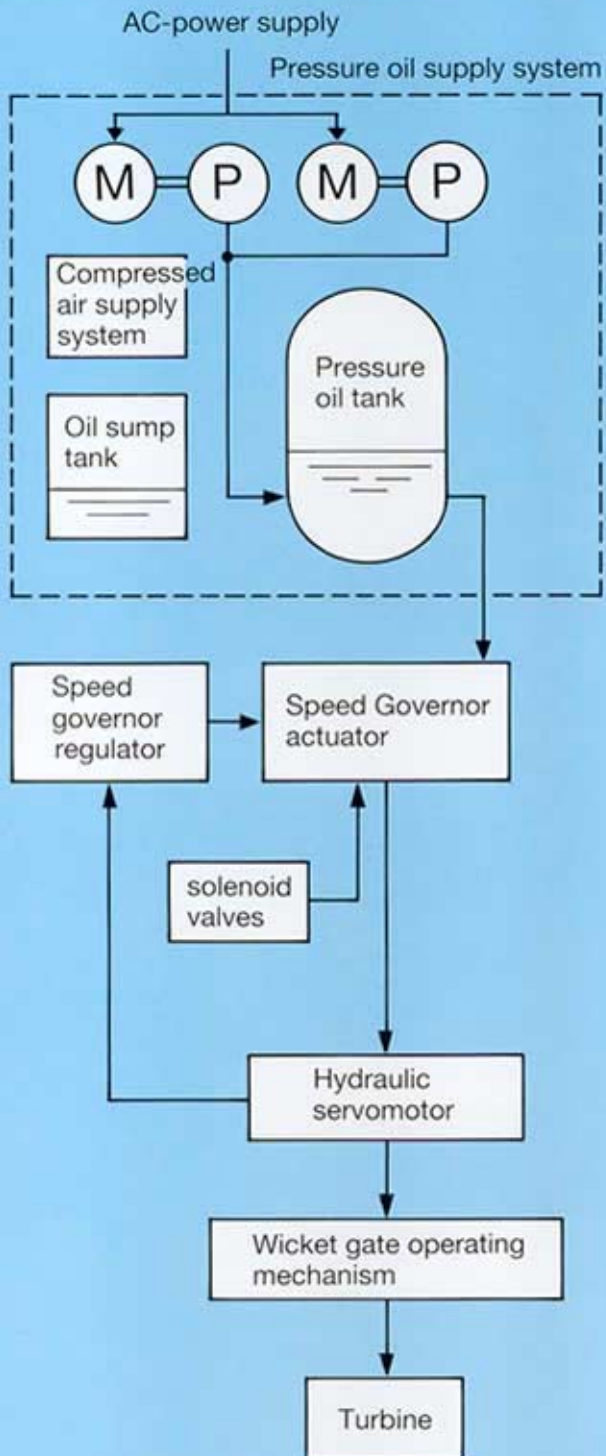 AC-power supply
Pressure oil supply system
M
P
M
P
Compressed
air supply
system
Pressure
oil tank
Oil sump
tank
Speed
governor
regulator
Speed Governor
actuator
solenoid
valves
Hydraulic
servomotor
Wicket gate operating
mechanism
Turbine